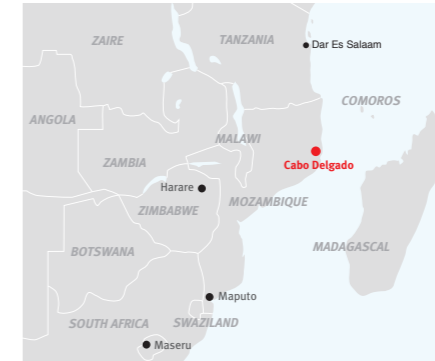 ZAIRE
TANZANIA
Dar Es Salaam
COMOROS
ANGOLA
MALAWI
ZAMBIA
Cabo Delgado
Harare
MOZAMBIQUE
ZIMBABWE
MADAGASCAL
BOTSWANA
Maputo
SOUTH AFRICA
SWAZILAND
Maseru